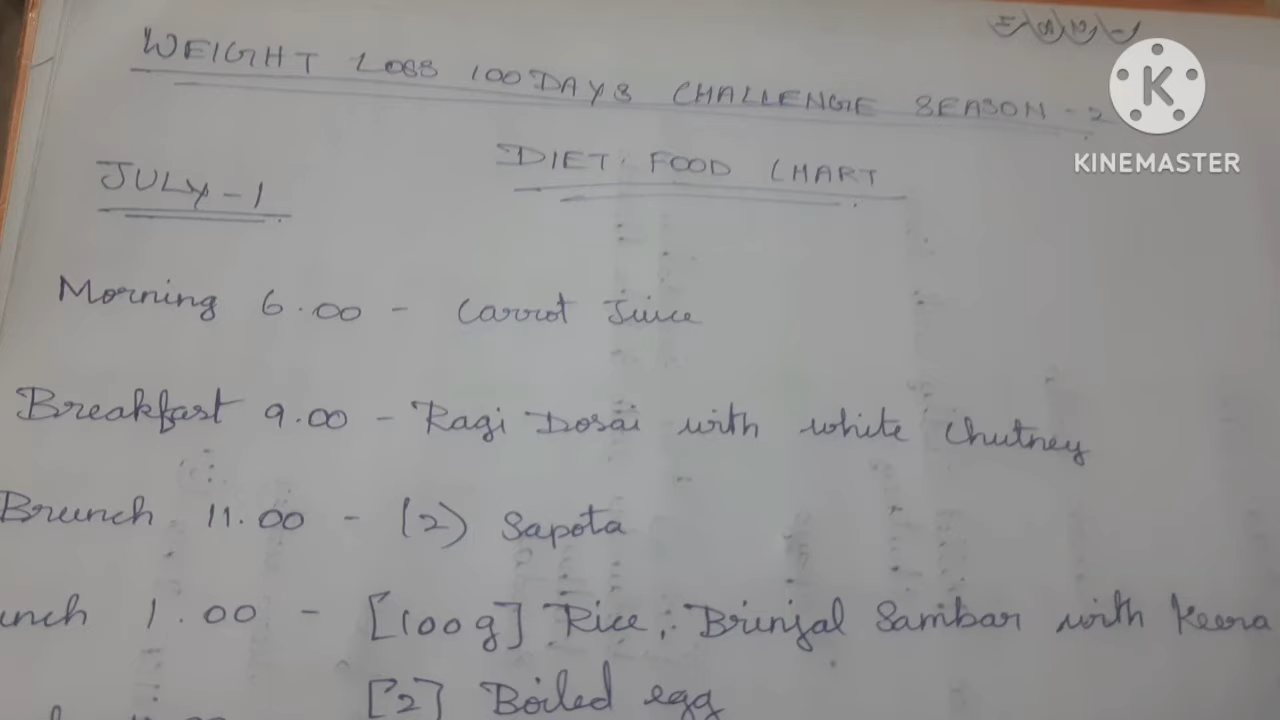 WEIGHT LOSS 100 DAYS CHALLENGE SEASON - 2
K
KINEMASTER
DIET FOOD CHART
JULY - 1
Morning 6.00 - Carrot Juice
Breakfast 9.00 - Ragi Dosai with white chutney
Brunch 11.00 - (2) Sapota
unch 1.00 - [100g] Rice, Brinjal Sambar with Keera
[2] Boiled egg